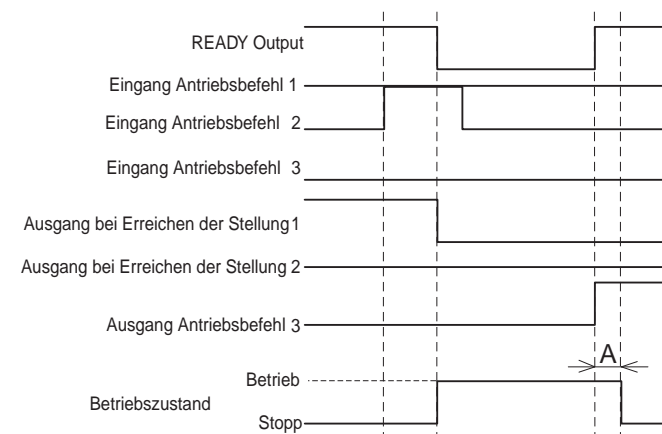 READY Output
Eingang Antriebsbefehl 1
Eingang Antriebsbefehl 2
Eingang Antriebsbefehl 3
Ausgang bei Erreichen der Stellung 1
Ausgang bei Erreichen der Stellung 2
Ausgang Antriebsbefehl 3
A
Betrieb
Betriebszustand
Stopp